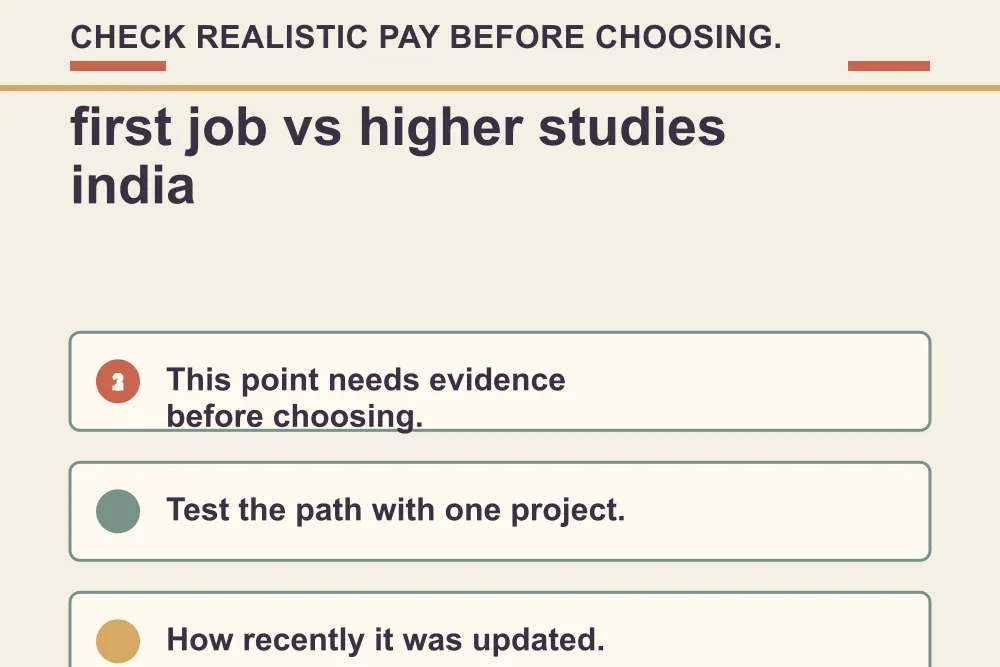 CHECK REALISTIC PAY BEFORE CHOOSING.
first job vs higher studies
india
This point needs evidence
before choosing.
Test the path with one project.
How recently it was updated.